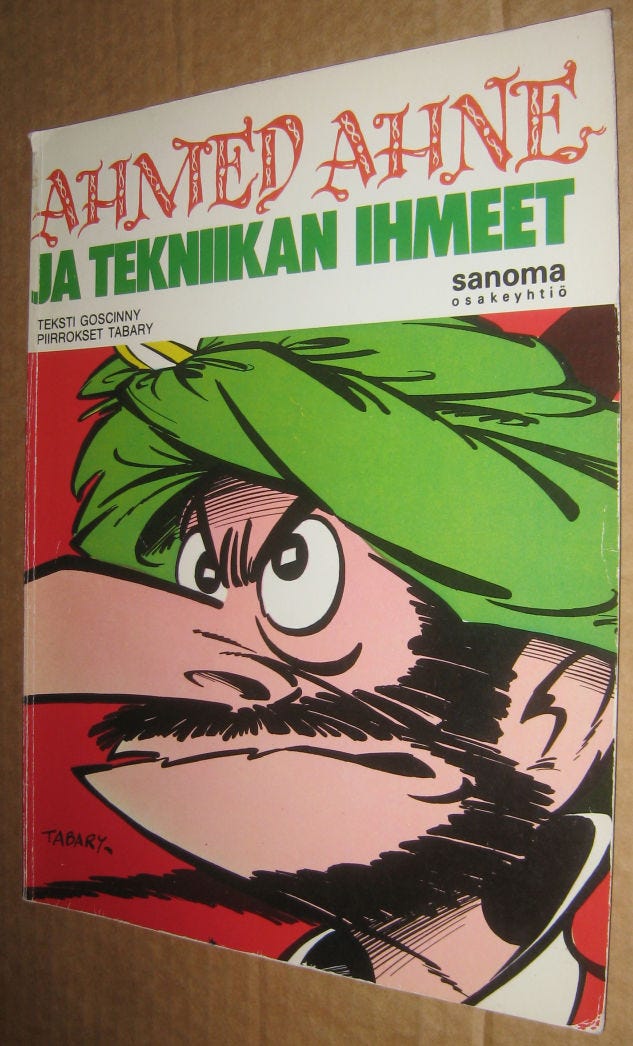 AHMED AHNE
JA TEKNIIKAN IHMEET
sanoma
osakeyhtiö
TEKSTI GOSCINNY
PIIRROKSET TABARY
TABARY